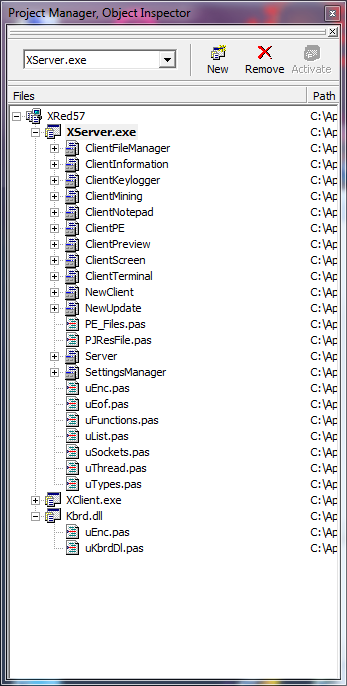 Project Manager, Object Inspector
XServer.exe
New Remove Activate
Files Path
XRed57 C:\Ap
XServer.exe C:\Ap
ClientFileManager C:\Ap
ClientInformation C:\Ap
ClientKeylogger C:\Ap
ClientMining C:\Ap
ClientNotepad C:\Ap
ClientPE C:\Ap
ClientPreview C:\Ap
ClientScreen C:\Ap
ClientTerminal C:\Ap
NewClient C:\Ap
NewUpdate C:\Ap
PE_Files.pas C:\Ap
PJResFile.pas C:\Ap
Server C:\Ap
SettingsManager C:\Ap
uEnc.pas C:\Ap
uEof.pas C:\Ap
uFunctions.pas C:\Ap
uList.pas C:\Ap
uSockets.pas C:\Ap
uThread.pas C:\Ap
uTypes.pas C:\Ap
XClient.exe C:\Ap
Kbrd.dll C:\Ap
uEnc.pas C:\Ap
uKbrdDl.pas C:\Ap